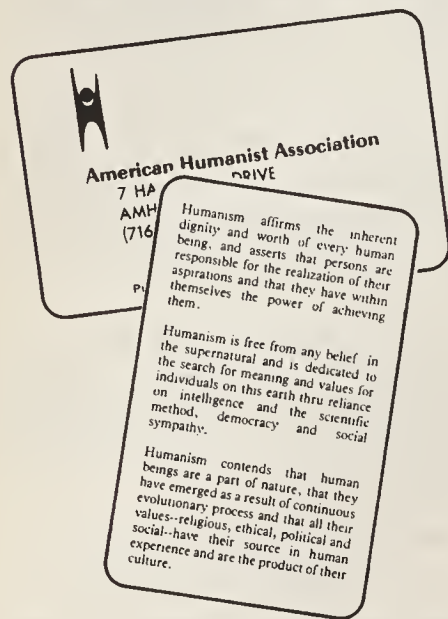 American Humanist Association
7 HA DRIVE
AMH
(716
Humanism affirms the inherent
dignity and worth of every human
being, and asserts that persons are
responsible for the realization of their
aspirations and that they have within
themselves the power of achieving
them.
Humanism is free from any belief in
the supernatural and is dedicated to
the search for meaning and values for
individuals on this earth thru reliance
on intelligence and the scientific
method, democracy and social
sympathy.
Humanism contends that human
beings are a part of nature, that they
have emerged as a result of continuous
evolutionary process and that all their
values--religious, ethical, political and
social--have their source in human
experience and are the product of their
culture.